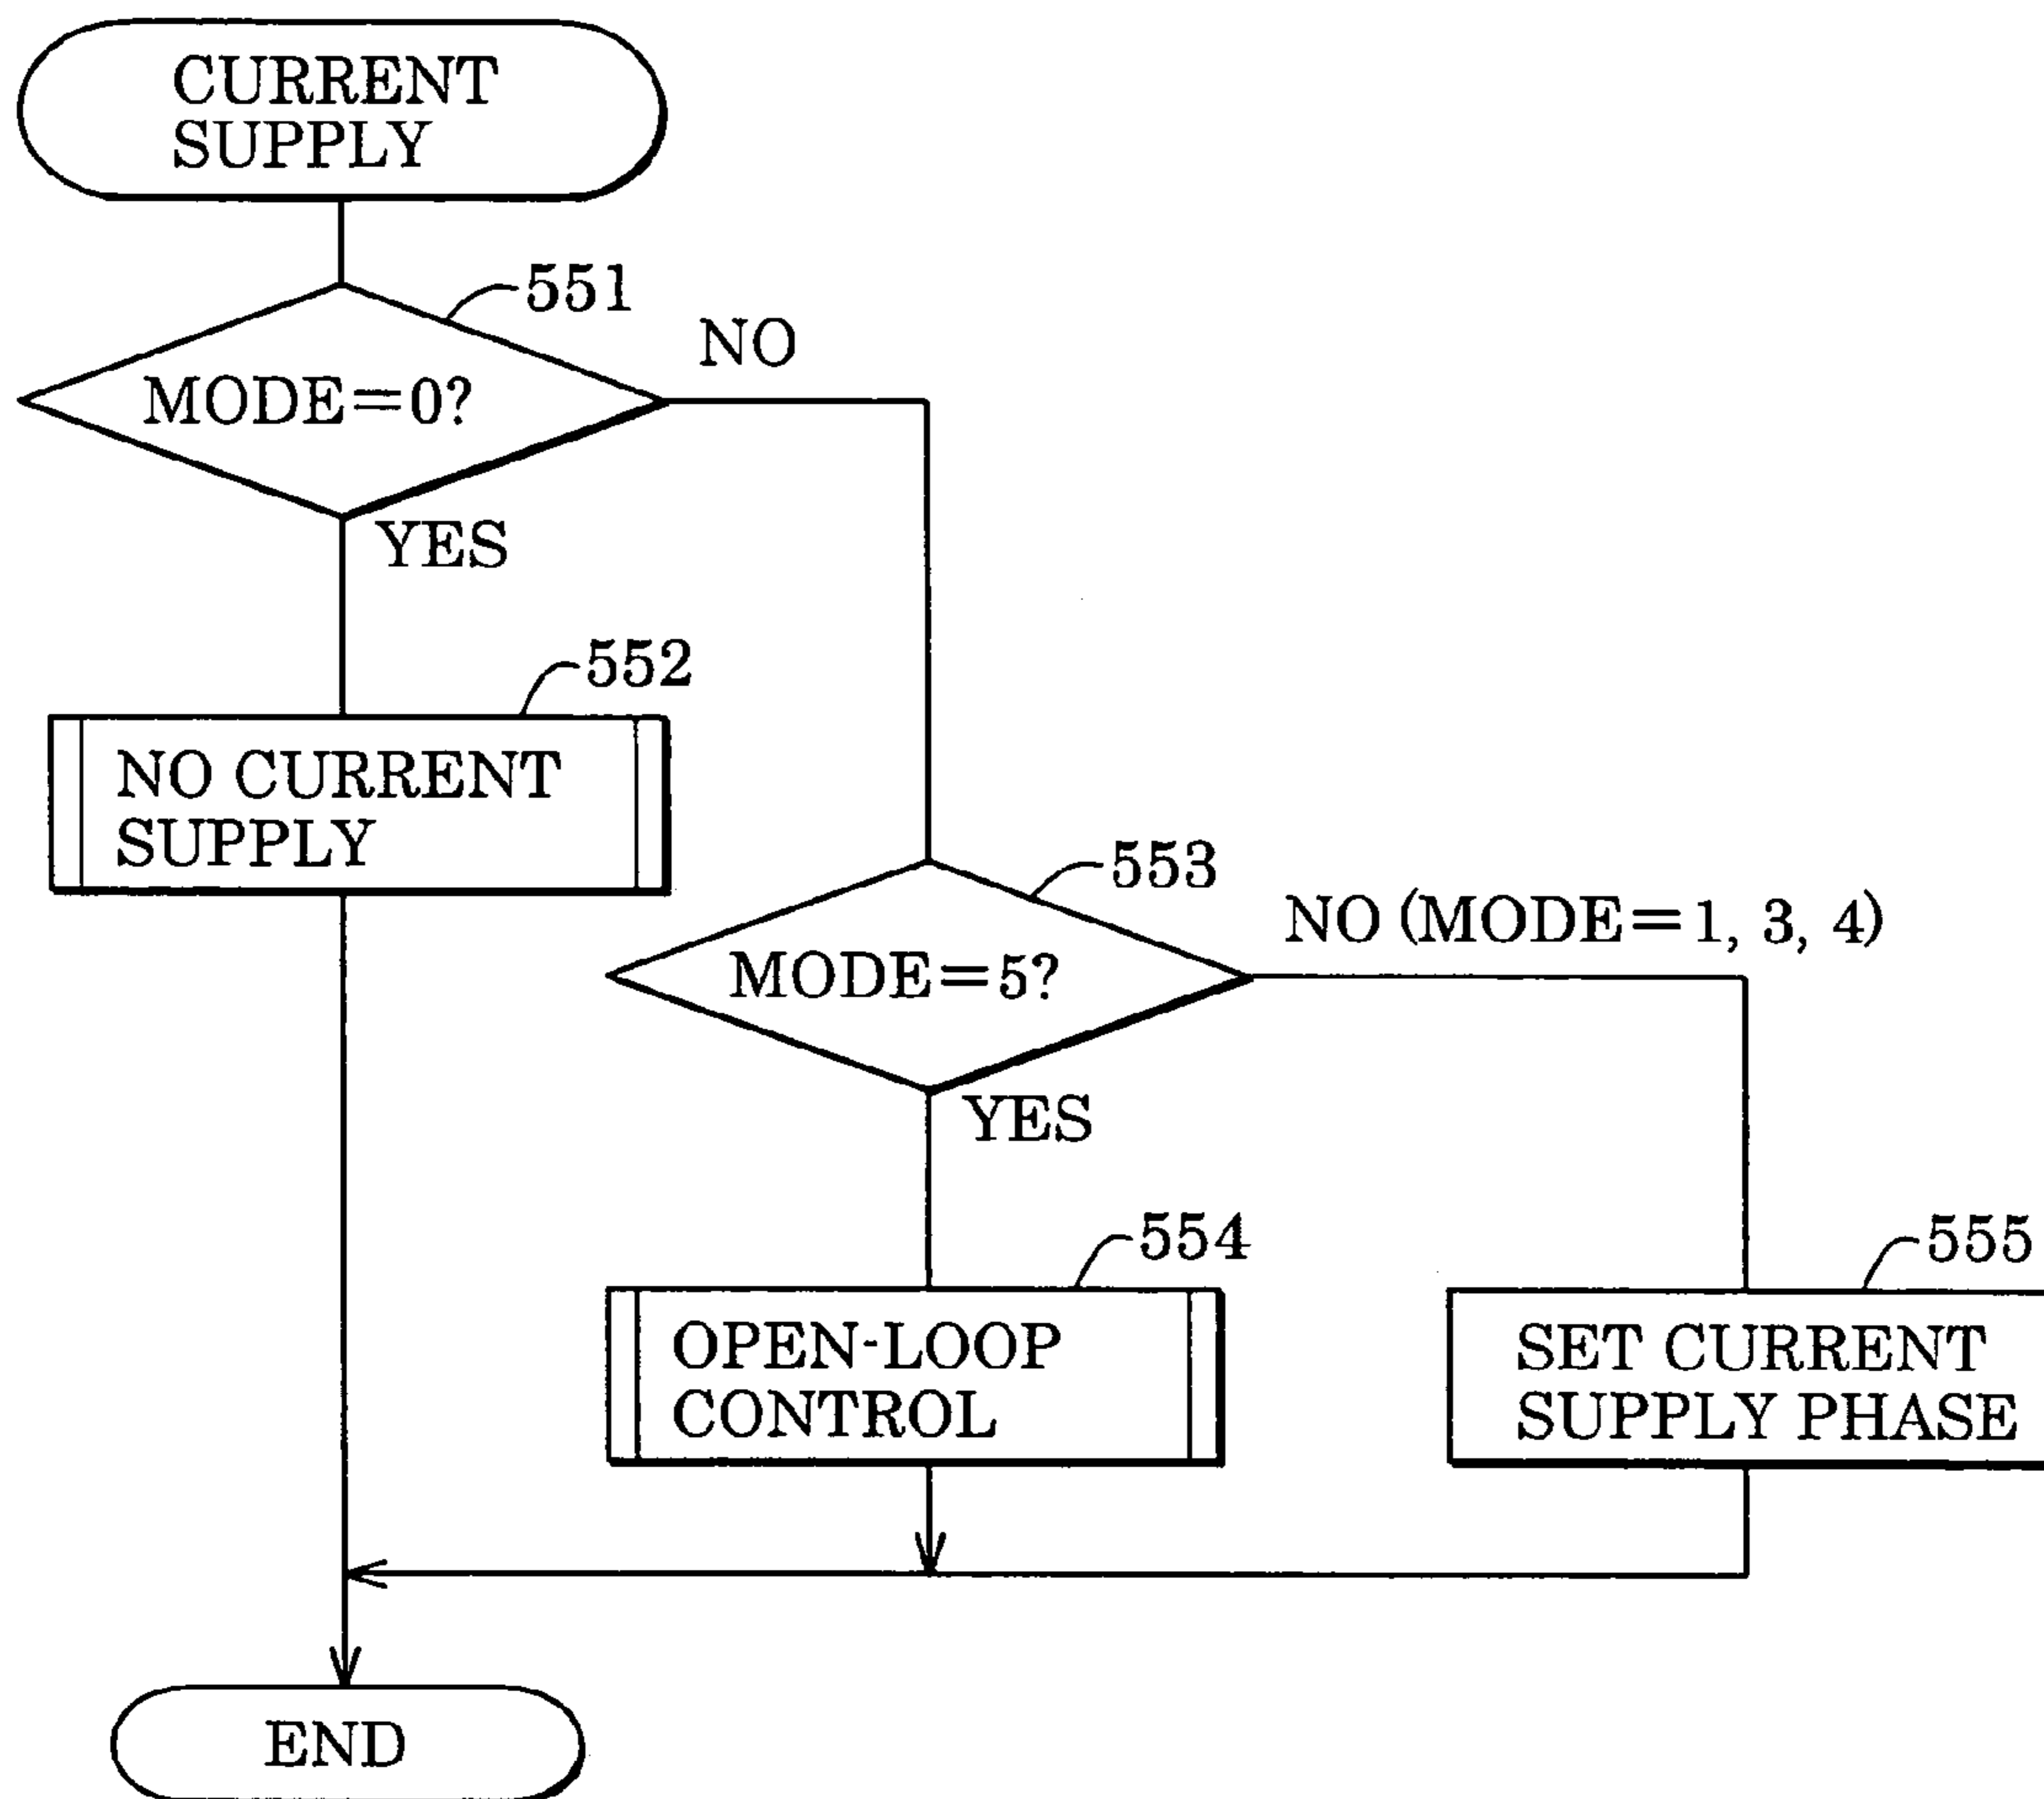 CURRENT
SUPPLY
551
NO
MODE=0?
YES
552
NO CURRENT
SUPPLY
553
NO (MODE=1, 3, 4)
MODE=5?
YES
554
555
OPEN-LOOP
CONTROL
SET CURRENT
SUPPLY PHASE
END